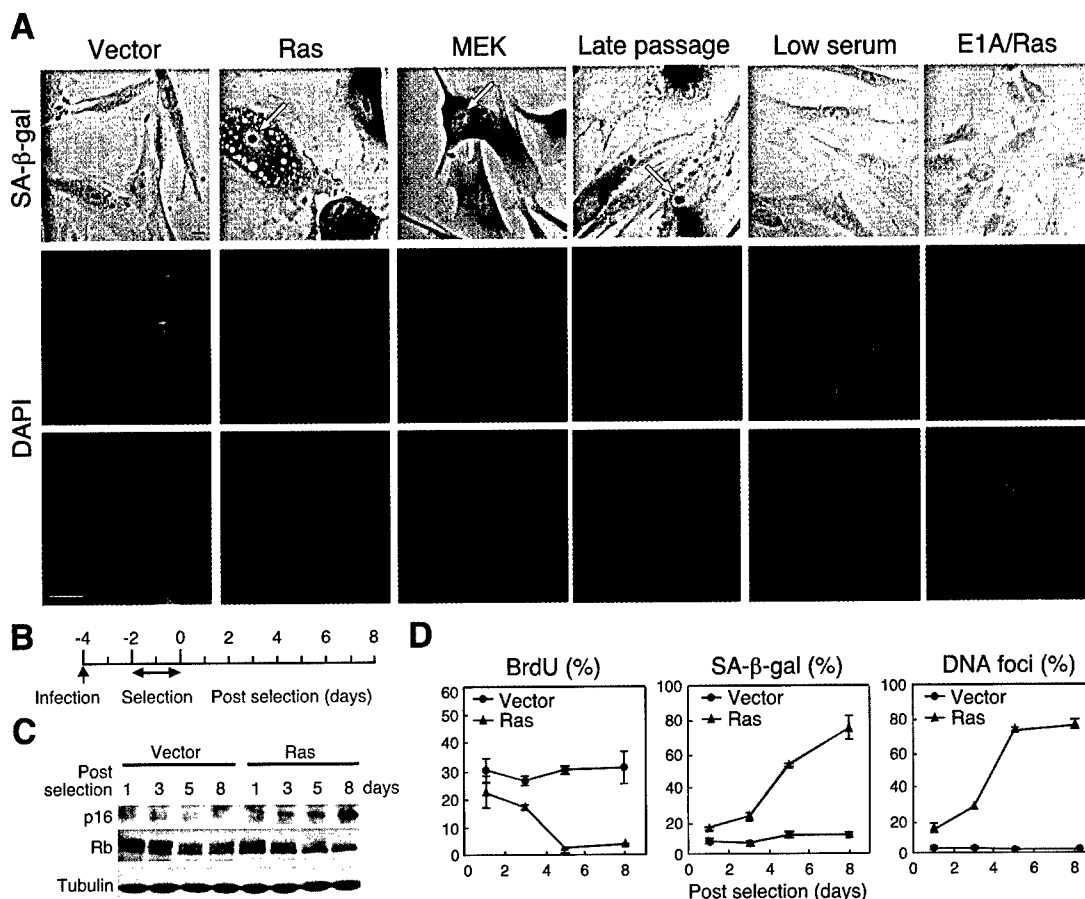 A
Vector Ras MEK Late passage Low serum E1A/Ras
SA-β-gal
DAPI
B
-4 -2 0 2 4 6 8
Infection Selection Post selection (days)
C
Vector Ras
Post selection 1 3 5 8 1 3 5 8 days
p16
Rb
Tubulin
D
BrdU (%)
Vector
Ras
60
50
40
30
20
10
0
0 2 4 6 8
SA-β-gal (%)
Vector
Ras
100
80
60
40
20
0
0 2 4 6 8
DNA foci (%)
Vector
Ras
100
80
60
40
20
0
0 2 4 6 8
Post selection (days)